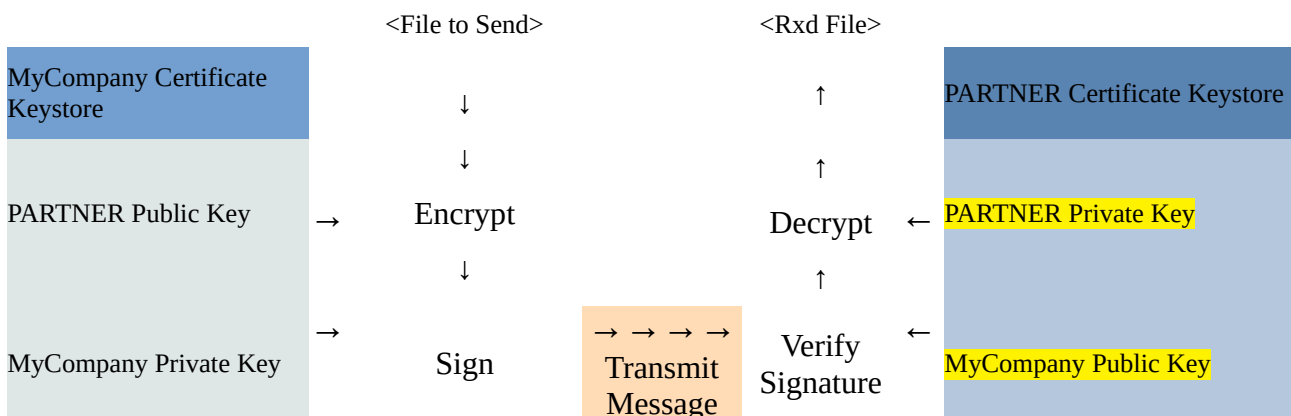 <File to Send> <Rxd File>
MyCompany Certificate
Keystore
↓ ↑ PARTNER Certificate Keystore
↓ ↑
PARTNER Public Key → Encrypt Decrypt ← PARTNER Private Key
↓ ↑
MyCompany Private Key → Sign → → → →
Transmit
Message
Verify
Signature
← MyCompany Public Key